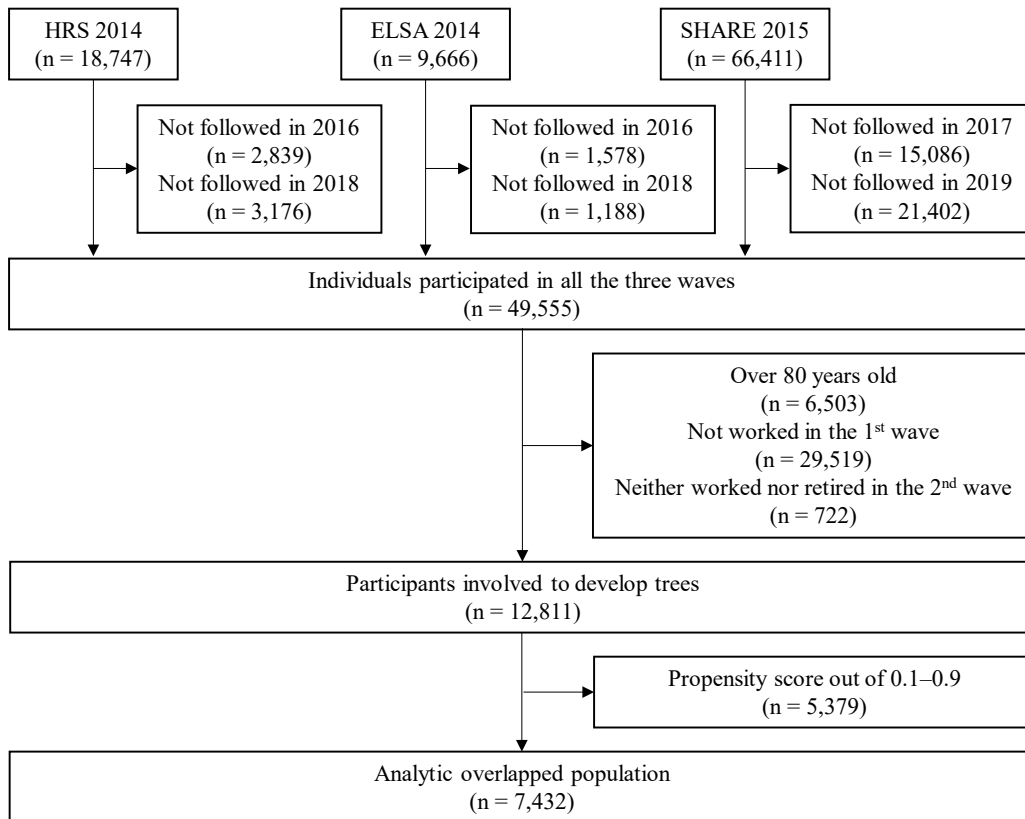 HRS 2014
(n = 18,747)
ELSA 2014
(n = 9,666)
SHARE 2015
(n = 66,411)
Not followed in 2016
(n = 2,839)
Not followed in 2018
(n = 3,176)
Not followed in 2016
(n = 1,578)
Not followed in 2018
(n = 1,188)
Not followed in 2017
(n = 15,086)
Not followed in 2019
(n = 21,402)
Individuals participated in all the three waves
(n = 49,555)
Over 80 years old
(n = 6,503)
Not worked in the 1st wave
(n = 29,519)
Neither worked nor retired in the 2nd wave
(n = 722)
Participants involved to develop trees
(n = 12,811)
Propensity score out of 0.1–0.9
(n = 5,379)
Analytic overlapped population
(n = 7,432)